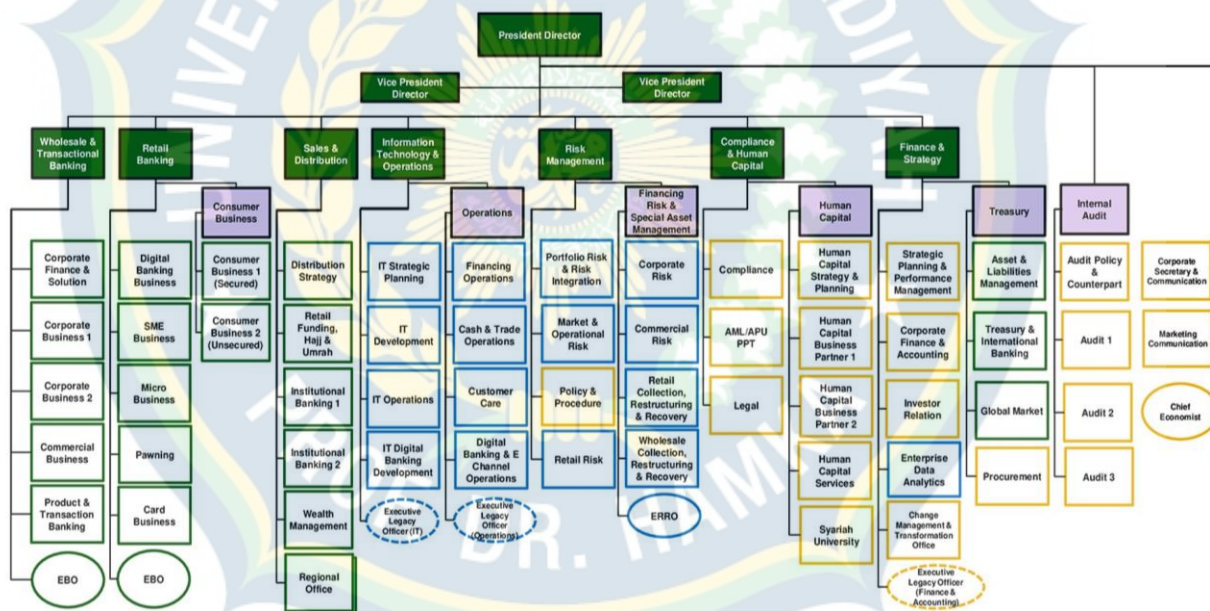 President Director
Vice President
Director
Vice President
Director
Wholesale &
Transactional
Banking
Retail
Banking
Sales &
Distribution
Information
Technology &
Operations
Risk
Management
Compliance
& Human
Capital
Finance &
Strategy
Consumer
Business
Operations
Financing
Risk &
Special Asset
Management
Human
Capital
Treasury
Internal
Audit
Corporate
Finance &
Solution
Corporate
Business 1
Corporate
Business 2
Commercial
Business
Product &
Transaction
Banking
EBO
Digital
Banking
Business
SME
Business
Micro
Business
Pawning
Card
Business
EBO
Consumer
Business 1
(Secured)
Consumer
Business 2
(Unsecured)
Distribution
Strategy
Retail
Funding,
Hajj &
Umrah
Institutional
Banking 1
Institutional
Banking 2
Wealth
Management
Regional
Office
IT Strategic
Planning
IT
Development
IT Operations
IT Digital
Banking
Development
Executive
Legacy
Officer (IT)
Financing
Operations
Cash & Trade
Operations
Customer
Care
Digital
Banking & E
Channel
Operations
Executive
Legacy
Officer
(Operations)
Portfolio Risk
& Risk
Integration
Market &
Operational
Risk
Policy &
Procedure
Retail Risk
Corporate
Risk
Commercial
Risk
Retail
Collection,
Restructuring
& Recovery
Wholesale
Collection,
Restructuring
& Recovery
ERRO
Compliance
AML/APU
PPT
Legal
Human
Capital
Strategy &
Planning
Human
Capital
Business
Partner 1
Human
Capital
Business
Partner 2
Human
Capital
Services
Syariah
University
Strategic
Planning &
Performance
Management
Corporate
Finance &
Accounting
Investor
Relation
Enterprise
Data
Analytics
Change
Management &
Transformation
Office
Executive
Legacy Officer
(Finance &
Accounting)
Asset &
Liabilities
Management
Treasury &
International
Banking
Global Market
Procurement
Audit Policy
&
Counterpart
Audit 1
Audit 2
Audit 3
Corporate
Secretary &
Communication
Marketing
Communication
Chief
Economist
PROF. DR. HAMKA